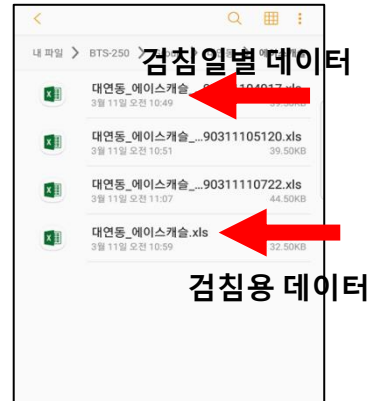 내 파일 > BTS-250 >
검침일별 데이터
대연동_에이스캐슬_
3월 11일 오전 10:49
대연동_에이스캐슬_...90311105120.xls
3월 11일 오전 10:51 39.50KB
대연동_에이스캐슬_...90311110722.xls
3월 11일 오전 11:07 44.50KB
대연동_에이스캐슬.xls
3월 11일 오전 10:59 32.50KB
검침용 데이터